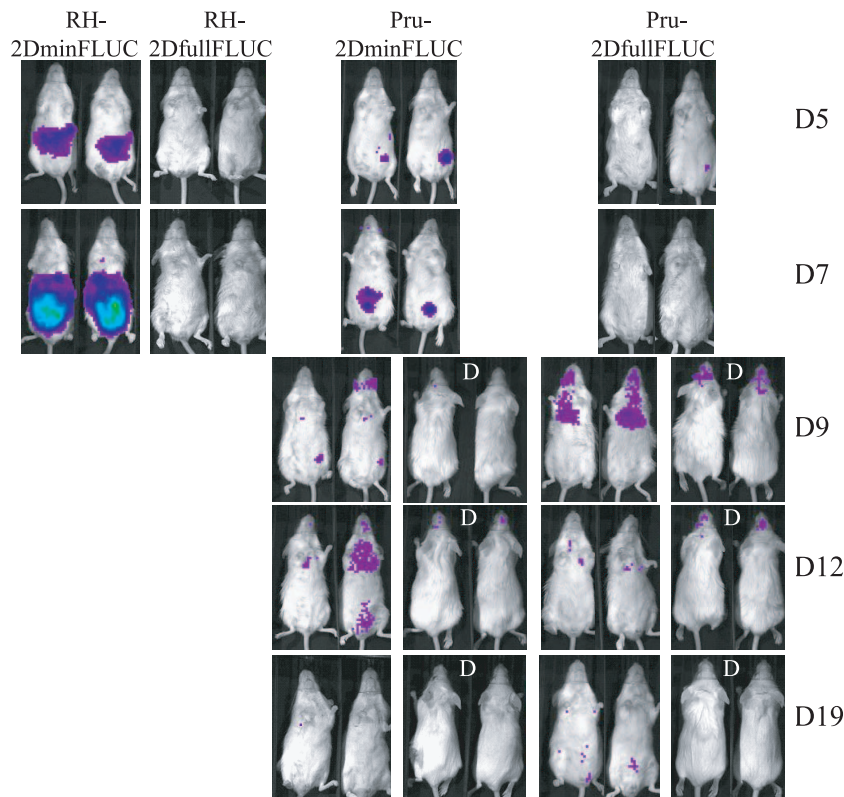 RH-
2DminFLUC
RH-
2DfullFLUC
Pru-
2DminFLUC
Pru-
2DfullFLUC
D5
D7
D
D
D9
D
D
D12
D
D
D19